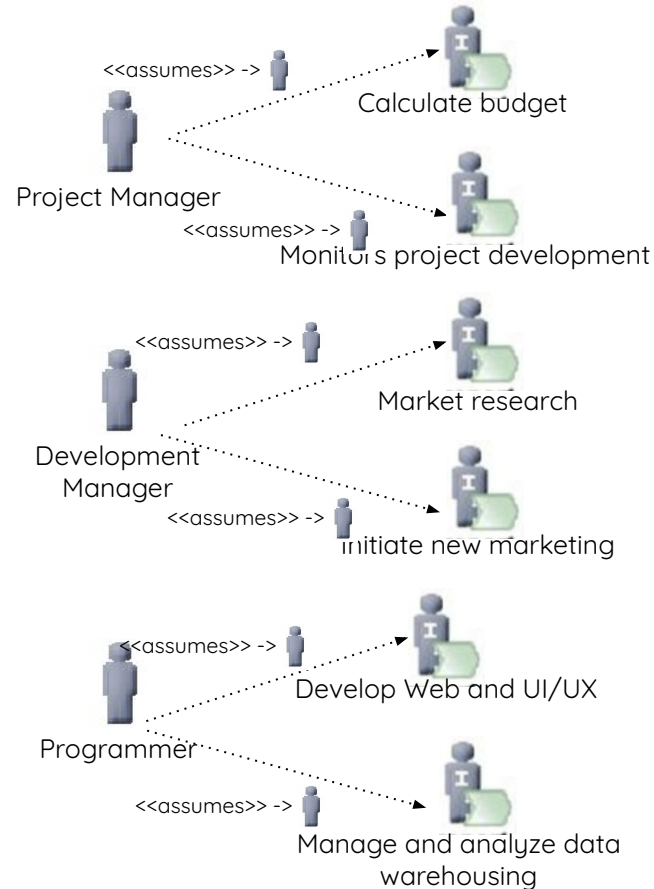 <<assumes>> ->
Calculate budget
Project Manager
<<assumes>> ->
Monitors project development
<<assumes>> ->
Market research
Development
Manager
<<assumes>> ->
Initiate new marketing
<<assumes>> ->
Develop Web and UI/UX
Programmer
<<assumes>> ->
Manage and analyze data
warehousing